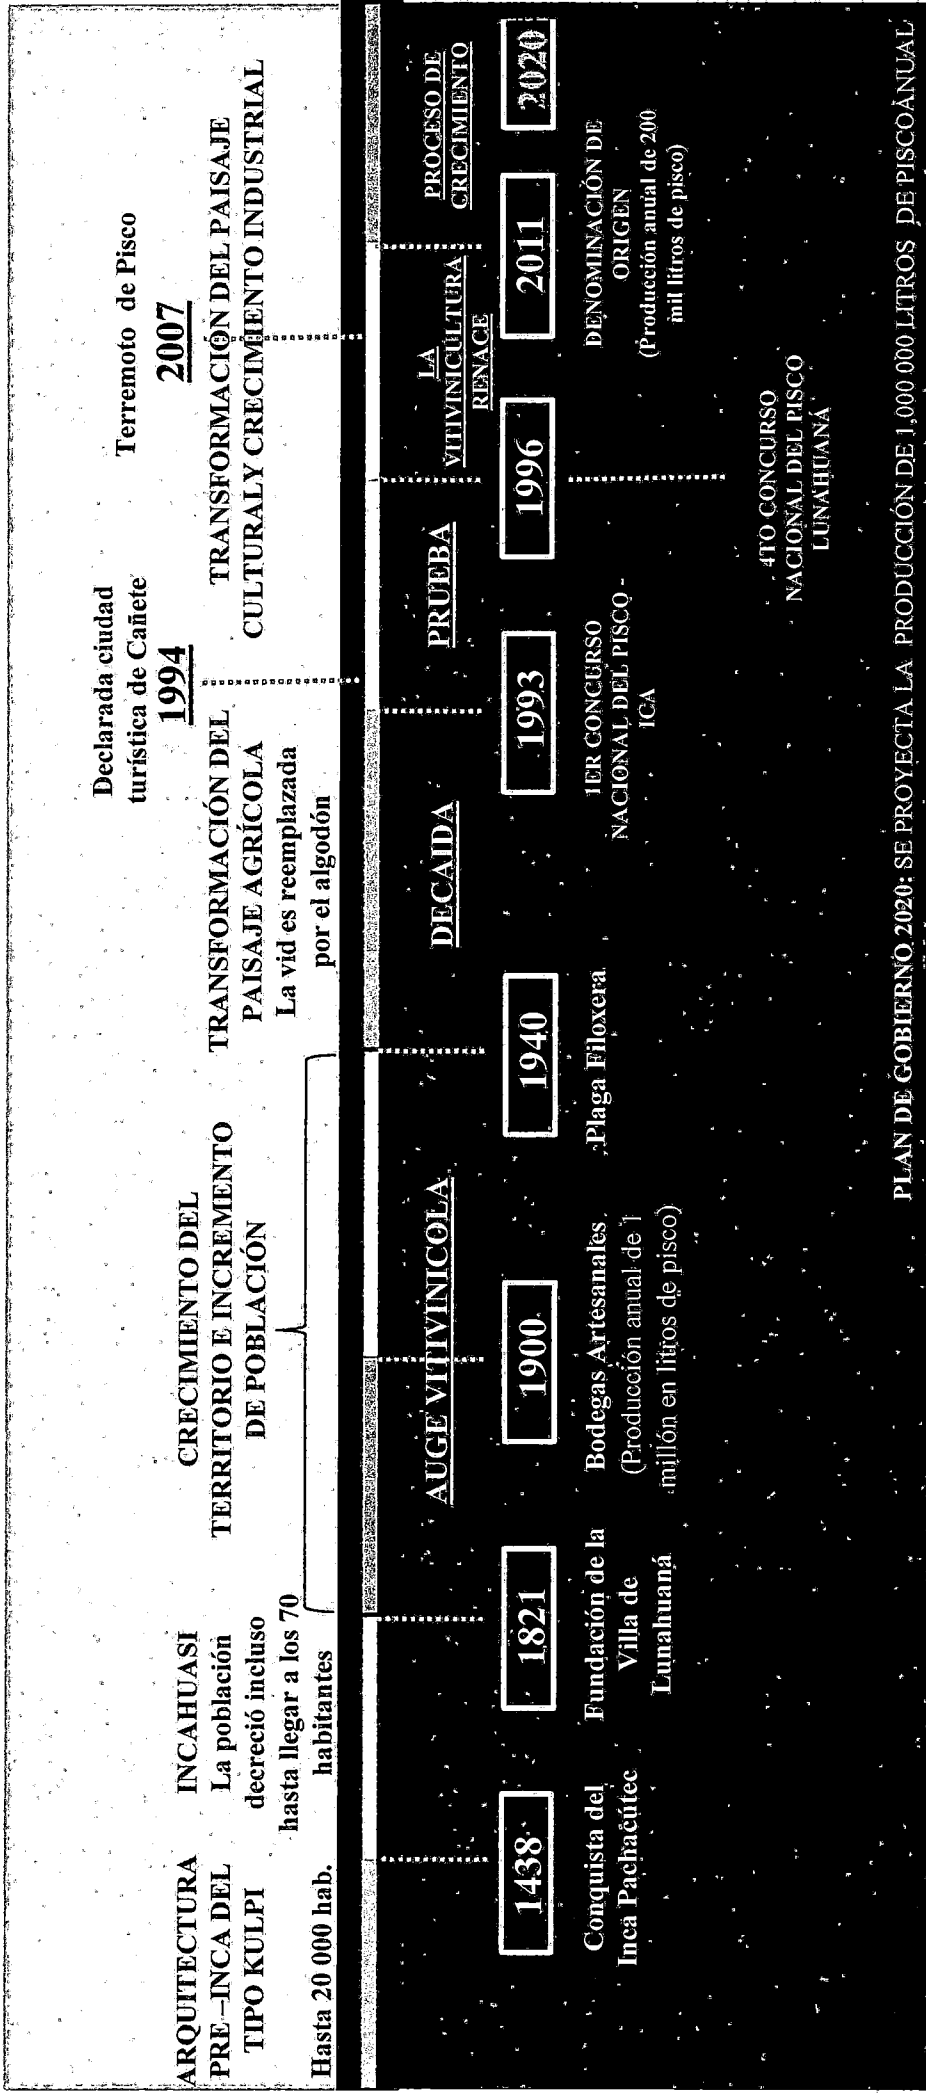 ARQUITECTURA
PRE-INCA DEL
TIPO KULPI
Hasta 20 000 hab.
INCAHUASI
La población
decreció incluso
hasta llegar a los 70
habitantes
CRECIMIENTO DEL
TERRITORIO E INCREMENTO
DE POBLACIÓN
TRANSFORMACIÓN DEL
PAISAJE AGRÍCOLA
La vid es reemplazada
por el algodón
Declarada ciudad
turística de Cañete
1994
Terremoto de Pisco
2007
TRANSFORMACION DEL PAISAJE
CULTURAL Y CRECIMIENTO INDUSTRIAL
AUGE VITIVINICOLA
DECAIDA
PRUEBA
LA
VITIVINICULTURA
RENACE
PROCESO DE
CRECIMIENTO
1438
Conquista del
Inca Pachacútec
1821
Fundación de la
Villa de
Lunahuaná
1900
Bodegas Artesanales
(Producción anual de 1
millón en litros de pisco)
1940
Plaga Filoxera
1993
1ER CONCURSO
NACIONAL DEL PISCO -
ICA
1996
4TO CONCURSO
NACIONAL DEL PISCO
LUNAHUANÁ
2011
DENOMINACIÓN DE
ORIGEN
(Producción anual de 200
mil litros de pisco)
2020
PLAN DE GOBIERNO 2020: SE PROYECTA LA PRODUCCIÓN DE 1,000 000 LITROS DE PISCO ANUAL